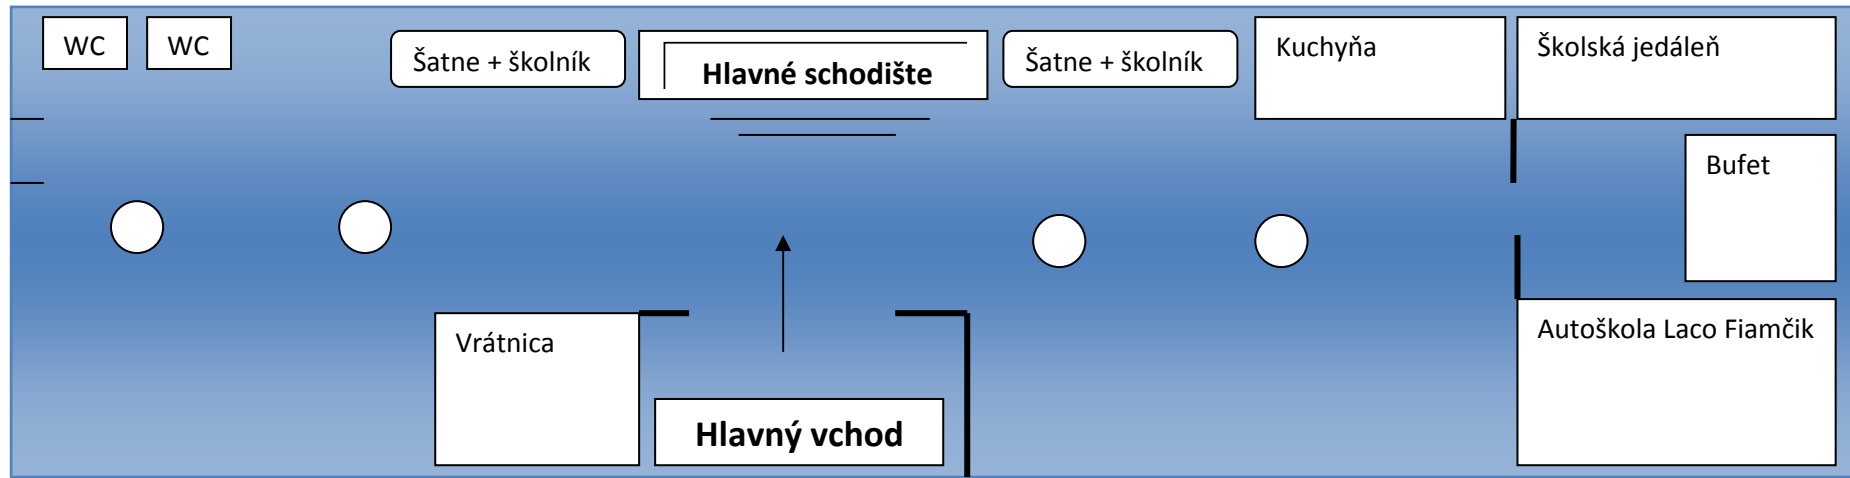 WC
WC
Šatne + školník
Hlavné schodište
Šatne + školník
Kuchyňa
Školská jedáleň
Bufet
Vrátnica
Autoškola Laco Fiamčik
Hlavný vchod